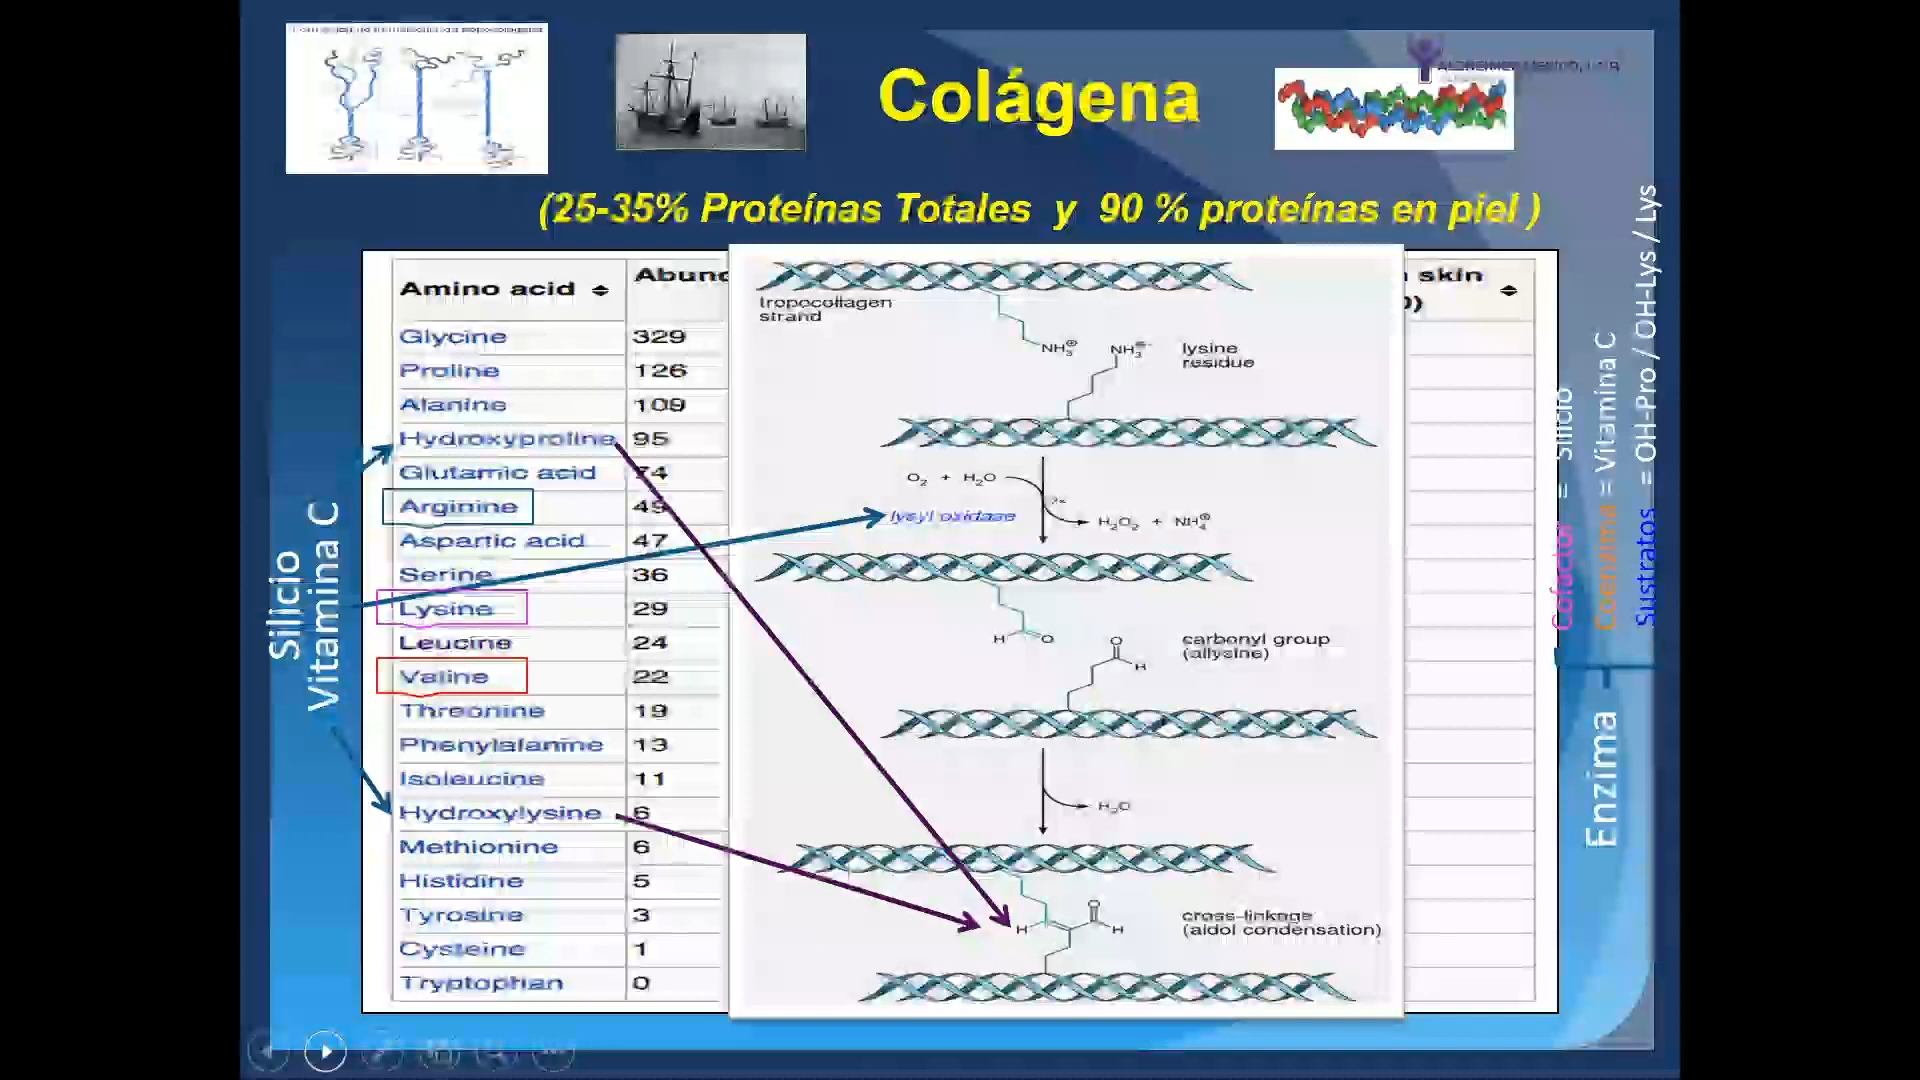 Colágena
(25-35% Proteínas Totales y 90 % proteínas en piel )
Silicio
Vitamina C
Amino acid
Glycine 329
Proline 126
Alanine 109
Hydroxyproline 95
Glutamic acid 74
Arginine 49
Aspartic acid 47
Serine 36
Lysine 29
Leucine 24
Valine 22
Threonine 19
Phenylalanine 13
Isoleucine 11
Hydroxylysine 6
Methionine 6
Histidine 5
Tyrosine 3
Cysteine 1
Tryptophan 0
skin
tropocollagen
strand
NH₃⊕
NH₃⊕
lysine
residue
O₂ + H₂O
lysyl oxidase
H₂O₂ + NH₄⊕
H O
O
H
carbonyl group
(allysine)
H₂O
H
O
H
cross-linkage
(aldol condensation)
Cofactor = Silicio
Coenzima = Vitamina C
Sustratos = OH-Pro / OH-Lys / Lys
Enzima